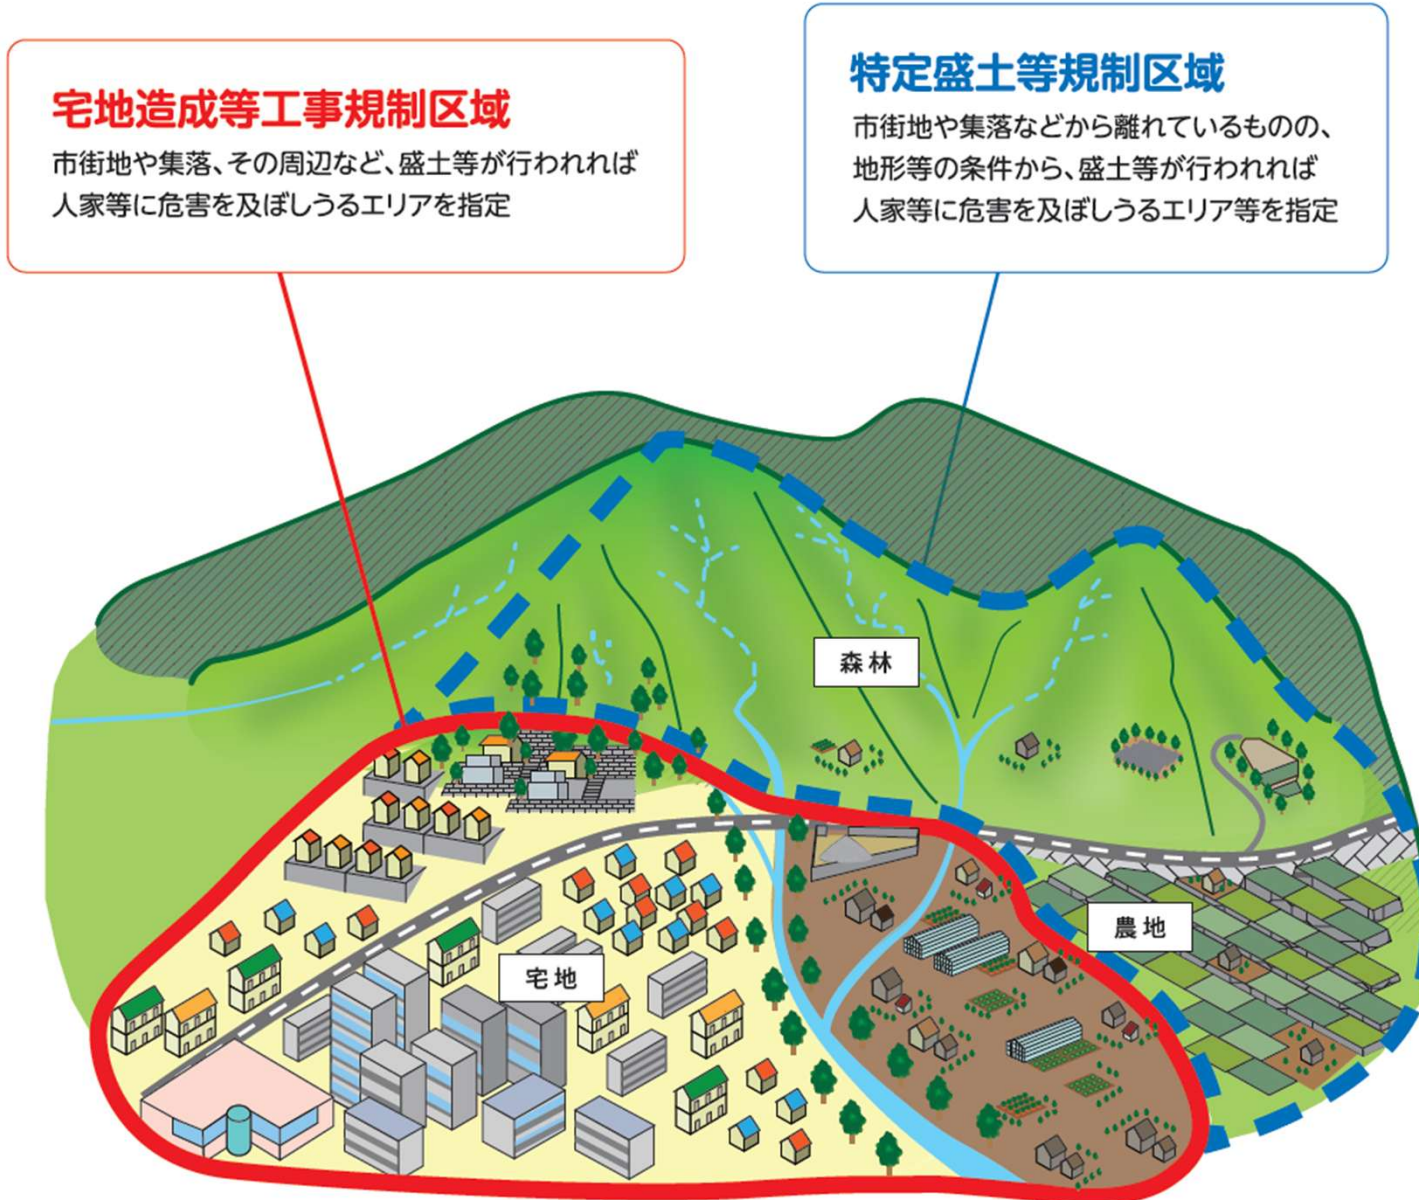 宅地造成等工事規制区域
市街地や集落、その周辺など、盛土等が行われれば
人家等に危害を及ぼしうるエリアを指定
特定盛土等規制区域
市街地や集落などから離れているものの、
地形等の条件から、盛土等が行われれば
人家等に危害を及ぼしうるエリア等を指定
森林
農地
宅地